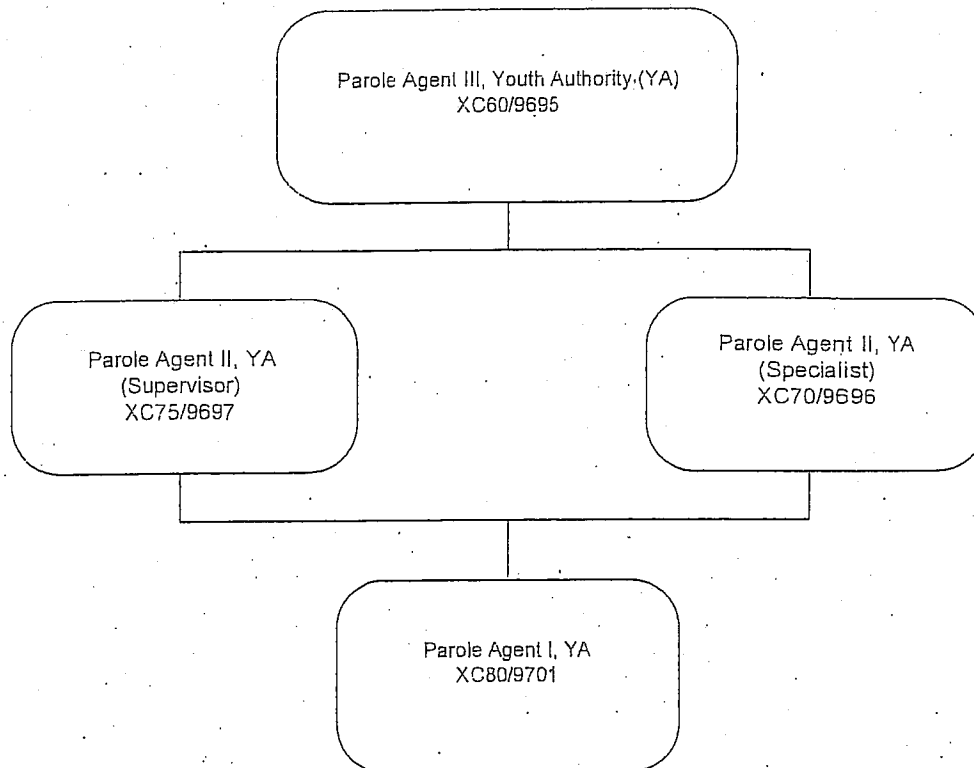 Parole Agent III, Youth Authority (YA)
XC60/9695
Parole Agent II, YA
(Supervisor)
XC75/9697
Parole Agent II, YA
(Specialist)
XC70/9696
Parole Agent I, YA
XC80/9701